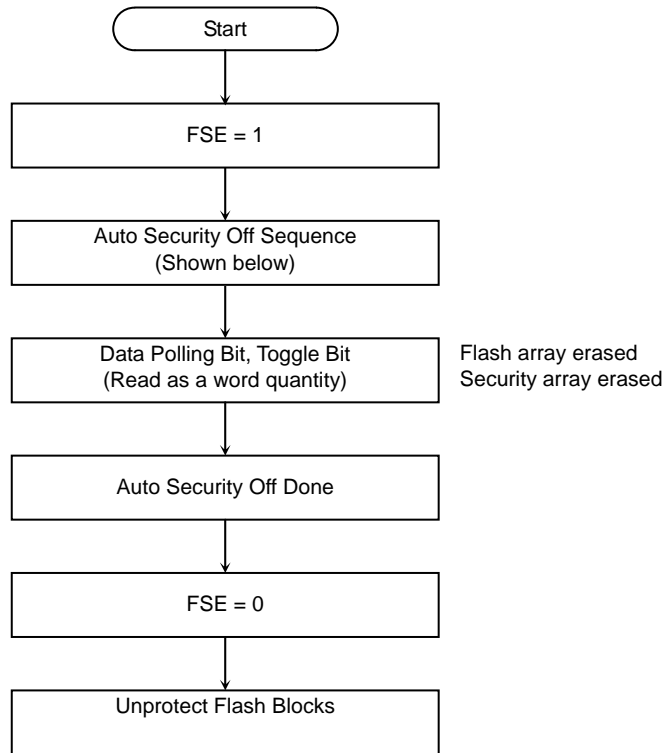 Start
FSE = 1
Auto Security Off Sequence
(Shown below)
Data Polling Bit, Toggle Bit
(Read as a word quantity)
Flash array erased
Security array erased
Auto Security Off Done
FSE = 0
Unprotect Flash Blocks